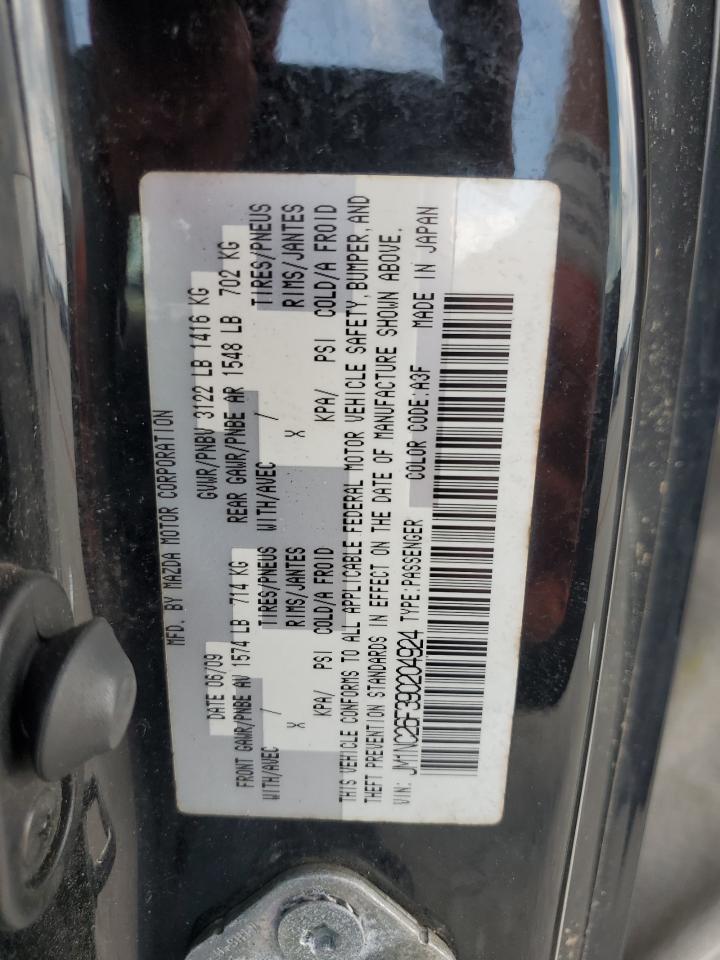 MFD. BY MAZDA MOTOR CORPORATION
DATE 06/09 GVWR/PNBV 3122 LB 1416 KG
FRONT GAWR/PNBE AV 1574 LB 714 KG REAR GAWR/PNBE AR 1548 LB 702 KG
WITH/AVEC / TIRES/PNEUS WITH/AVEC / TIRES/PNEUS
X RIMS/JANTES X RIMS/JANTES
KPA/ PSI COLD/A FROID KPA/ PSI COLD/A FROID
THIS VEHICLE CONFORMS TO ALL APPLICABLE FEDERAL MOTOR VEHICLE SAFETY, BUMPER, AND
THEFT PREVENTION STANDARDS IN EFFECT ON THE DATE OF MANUFACTURE SHOWN ABOVE.
VIN: JM1NC26F390204924 TYPE:PASSENGER COLOR CODE:A3F MADE IN JAPAN